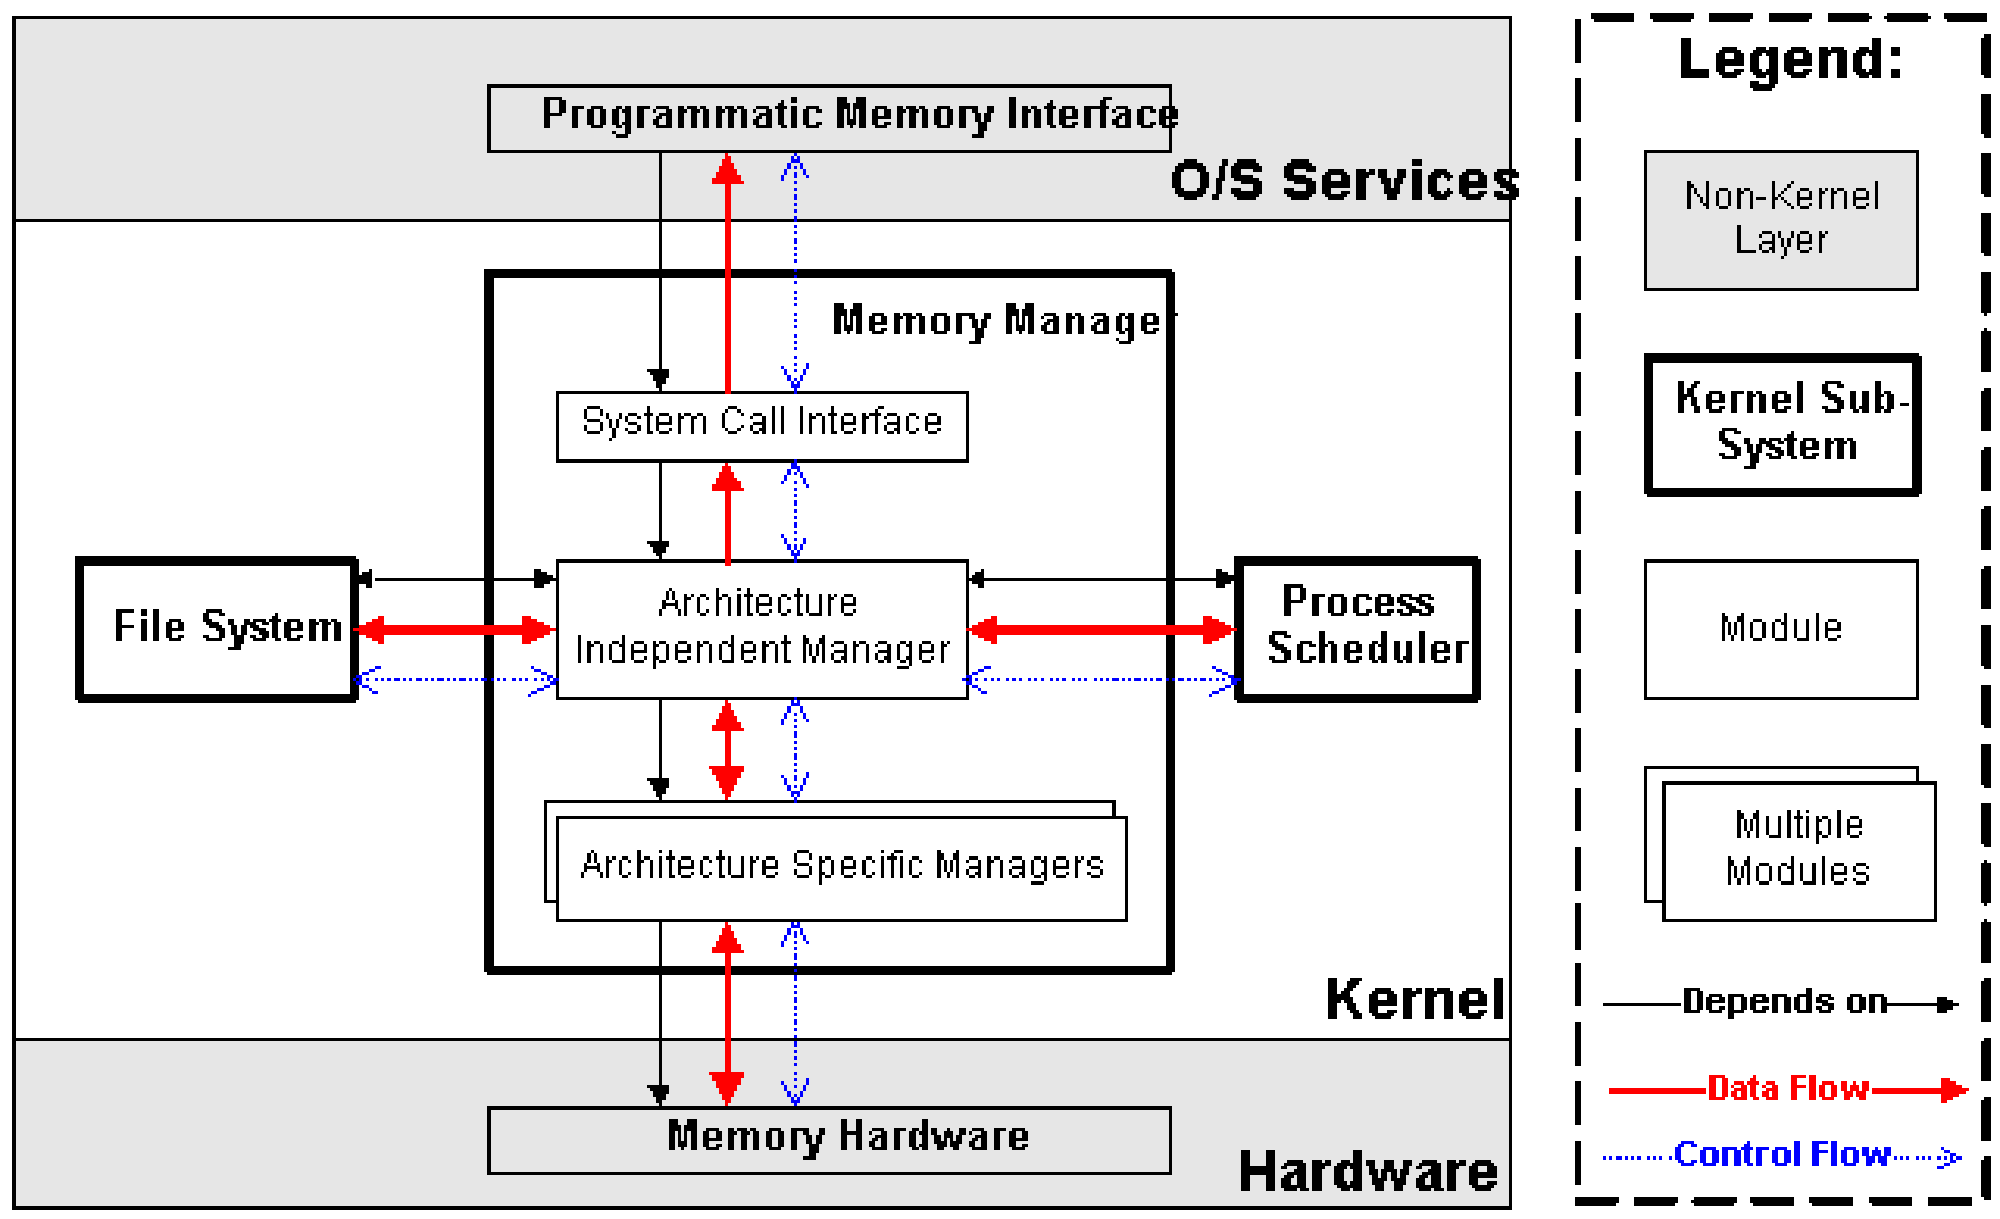 Programmatic Memory Interface
O/S Services
Memory Manager
System Call Interface
File System
Architecture
Independent Manager
Process
Scheduler
Architecture Specific Managers
Kernel
Memory Hardware
Hardware
Legend:
Non-Kernel
Layer
Kernel Sub-
System
Module
Multiple
Modules
Depends on
Data Flow
Control Flow